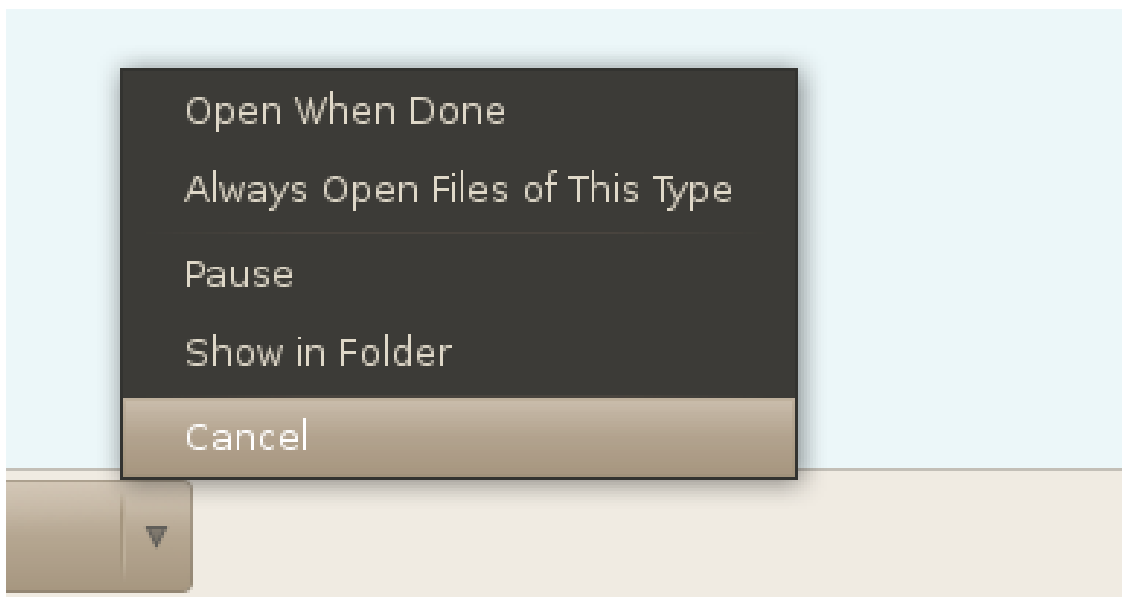 Open When Done
Always Open Files of This Type
Pause
Show in Folder
Cancel